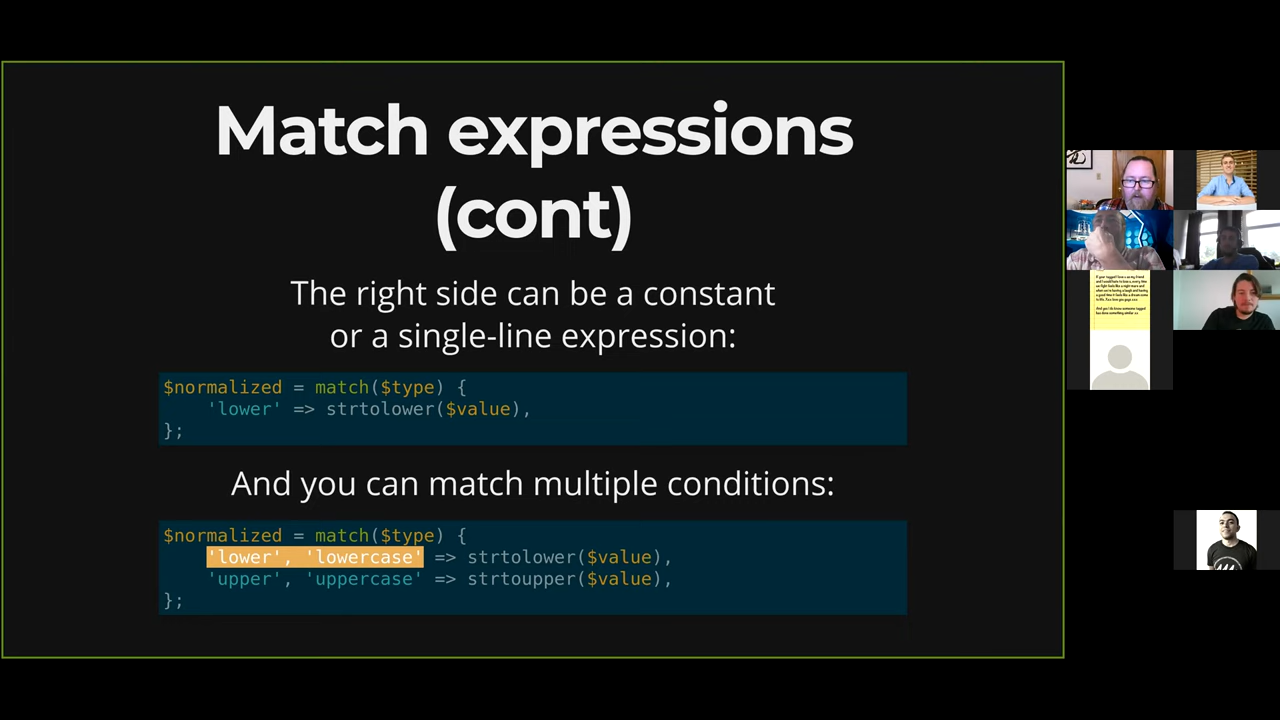 Match expressions
(cont)
The right side can be a constant
or a single-line expression:
$normalized = match($type) {
    'lower' => strtolower($value),
};
And you can match multiple conditions:
$normalized = match($type) {
    'lower', 'lowercase' => strtolower($value),
    'upper', 'uppercase' => strtoupper($value),
};